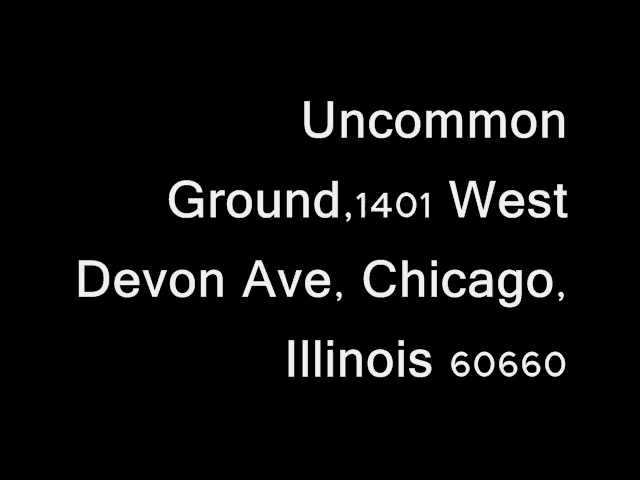 Uncommon
Ground,1401 West
Devon Ave, Chicago,
Illinois 60660